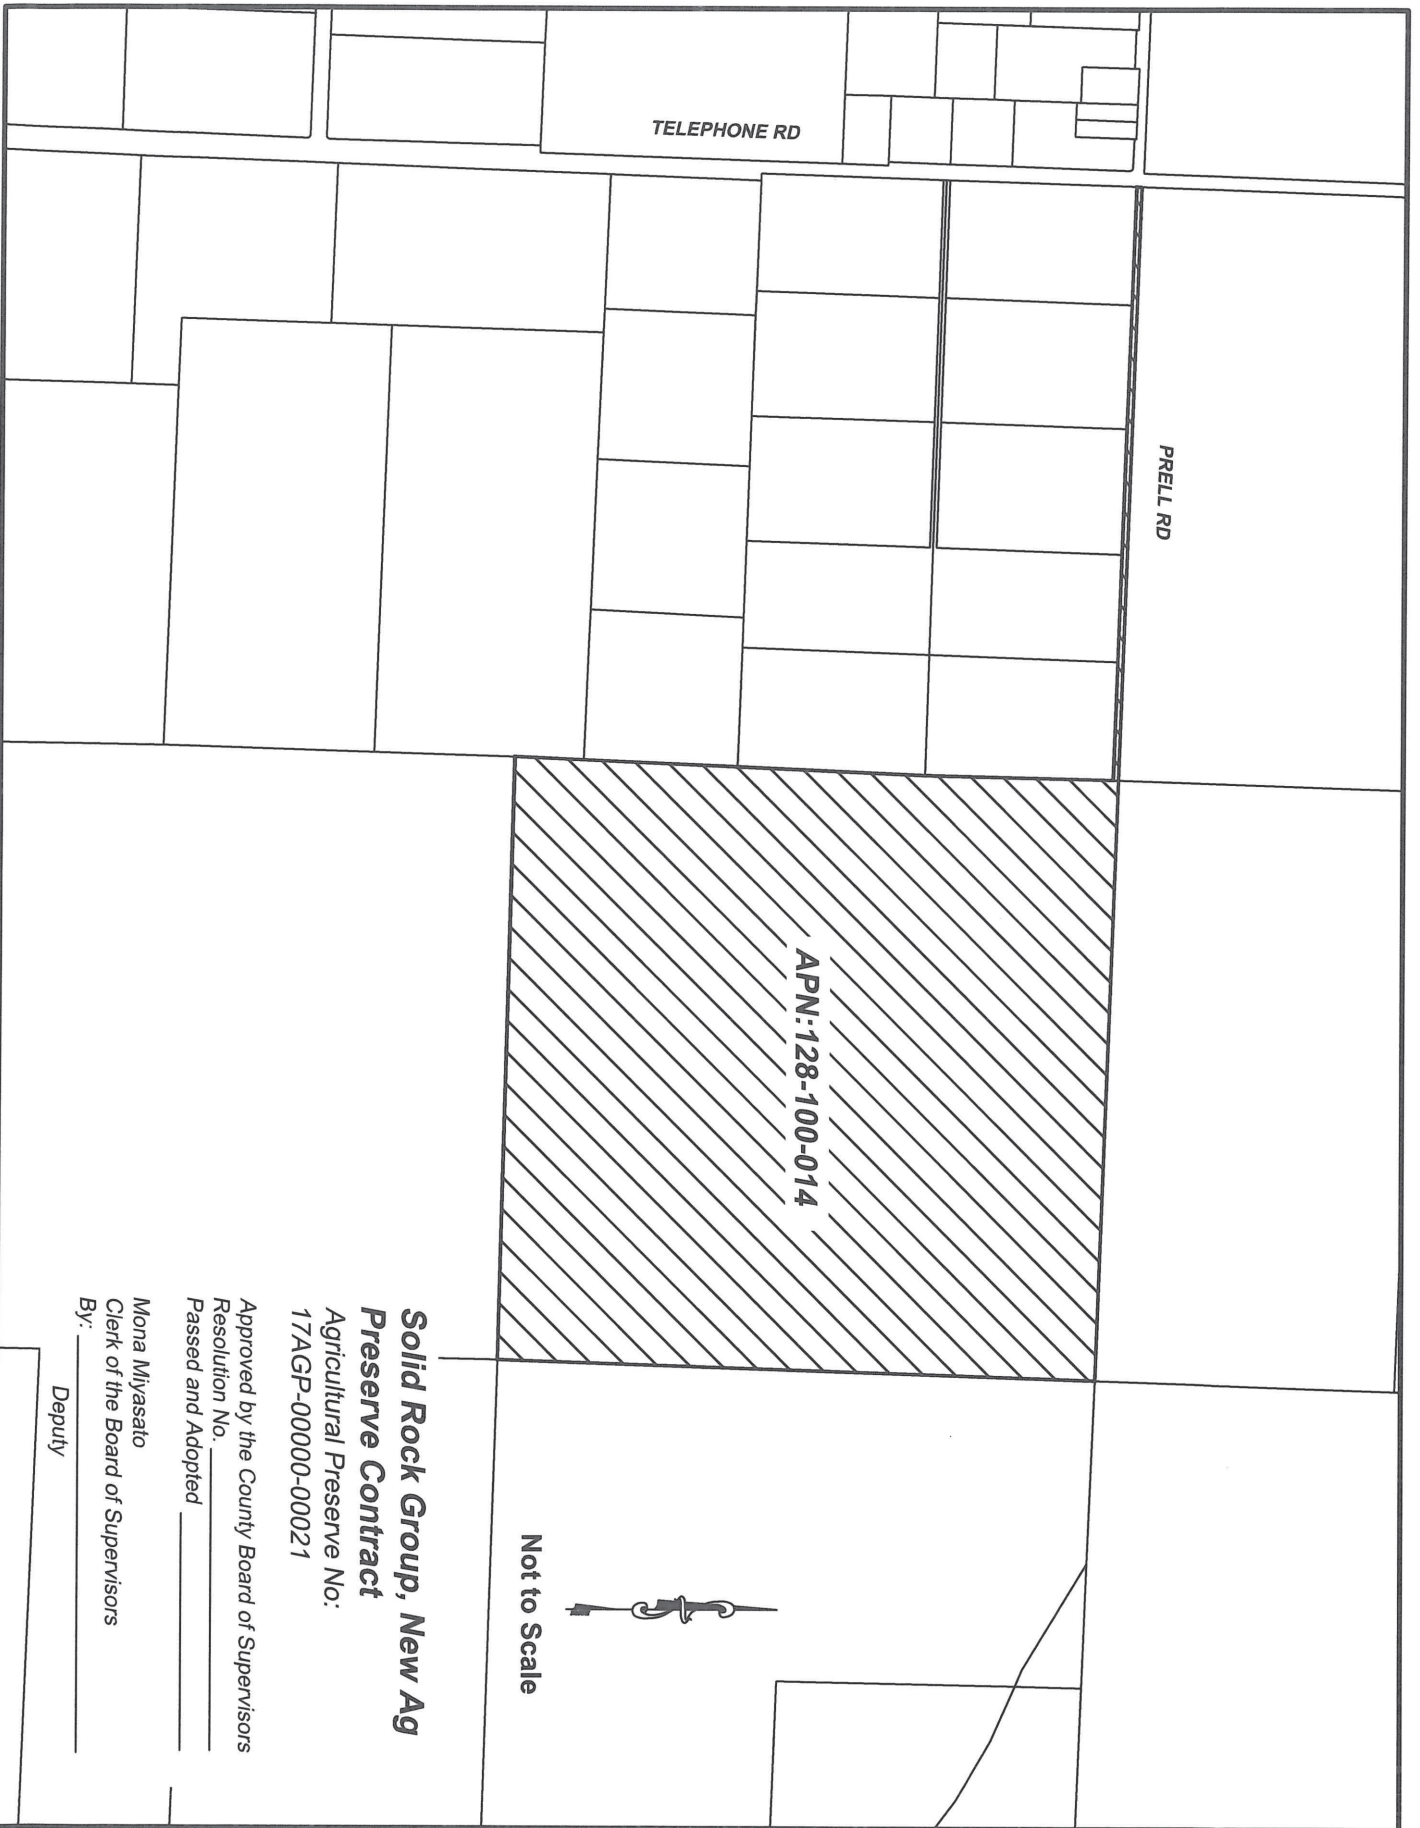 TELEPHONE RD
PRELL RD
APN:128-100-014
Not to Scale
Solid Rock Group, New Ag
Preserve Contract
Agricultural Preserve No:
17AGP-00000-00021
Approved by the County Board of Supervisors
Resolution No.
Passed and Adopted
Mona Miyasato
Clerk of the Board of Supervisors
By:
Deputy